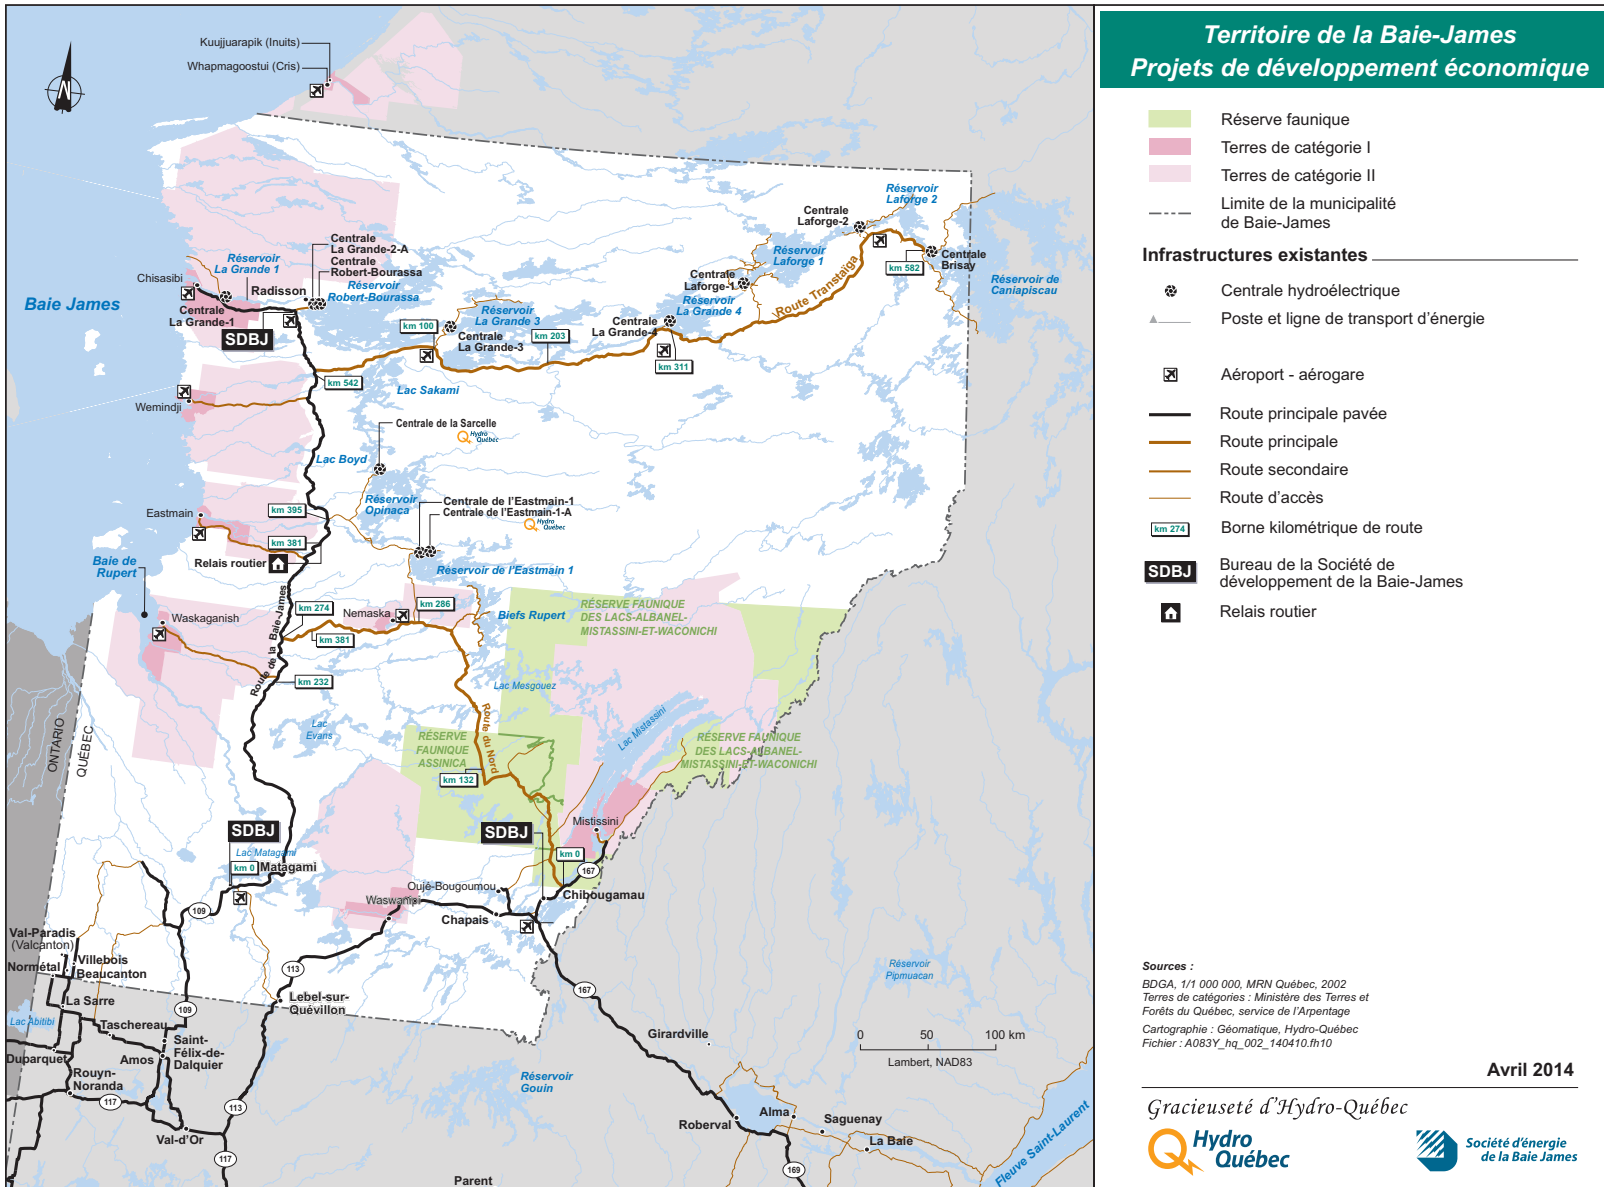 Territoire de la Baie-James
Projets de développement économique
Réserve faunique
Terres de catégorie I
Terres de catégorie II
Limite de la municipalité
de Baie-James
Infrastructures existantes
Centrale hydroélectrique
Poste et ligne de transport d'énergie
Aéroport - aérogare
Route principale pavée
Route principale
Route secondaire
Route d'accès
km 274
Borne kilométrique de route
SDBJ
Bureau de la Société de
développement de la Baie-James
Relais routier
Sources :
BDGA, 1/1 000 000, MRN Québec, 2002
Terres de catégories : Ministère des Terres et
Forêts du Québec, service de l'Arpentage
Cartographie : Géomatique, Hydro-Québec
Fichier : A083Y_hq_002_140410.fh10
Avril 2014
Gracieuseté d'Hydro-Québec
Hydro
Québec
Société d'énergie
de la Baie James
N
Kuujjuarapik (Inuits)
Whapmagoostui (Cris)
Baie James
Chisasibi
Réservoir
La Grande 1
Centrale
La Grande-2-A
Centrale
Robert-Bourassa
Réservoir
Robert-Bourassa
Radisson
Centrale
La Grande-1
SDBJ
km 100
Réservoir
La Grande 3
Centrale
La Grande-3
km 203
Centrale
La Grande-4
Réservoir
La Grande 4
km 311
Centrale
Laforge-1
Réservoir
Laforge 1
Centrale
Laforge-2
Réservoir
Laforge 2
Route Transtaïga
km 582
Centrale
Brisay
Réservoir de
Caniapiscau
km 542
Lac Sakami
Wemindji
Centrale de la Sarcelle
Hydro
Québec
Lac Boyd
Réservoir
Opinaca
Centrale de l'Eastmain-1
Centrale de l'Eastmain-1-A
Hydro
Québec
Eastmain
km 395
km 381
Relais routier
Réservoir de l'Eastmain 1
Baie de
Rupert
Waskaganish
Route de la Baie-James
km 274
Nemaska
km 286
km 381
Biefs Rupert
RÉSERVE FAUNIQUE
DES LACS-ALBANEL-
MISTASSINI-ET-WACONICHI
km 232
Lac Mesgouez
Route du Nord
Lac
Evans
RÉSERVE
FAUNIQUE
ASSINICA
km 132
Lac Mistassini
RÉSERVE FAUNIQUE
DES LACS-ALBANEL-
MISTASSINI-ET-WACONICHI
ONTARIO
QUÉBEC
SDBJ
Lac Matagami
km 0
Matagami
SDBJ
Mistissini
km 0
167
Oujé-Bougoumou
Chibougamau
Waswanipi
Chapais
109
Val-Paradis
(Valcanton)
Villebois
Normétal
Beaucanton
113
167
Réservoir
Pipmuacan
Lebel-sur-
Quévillon
La Sarre
109
Lac Abitibi
Taschereau
Saint-
Félix-de-
Dalquier
Duparquet
Amos
Rouyn-
Noranda
117
113
Val-d'Or
117
Réservoir
Gouin
Girardville
0 50 100 km
Lambert, NAD83
Roberval
Alma
Saguenay
La Baie
169
Parent
Fleuve Saint-Laurent